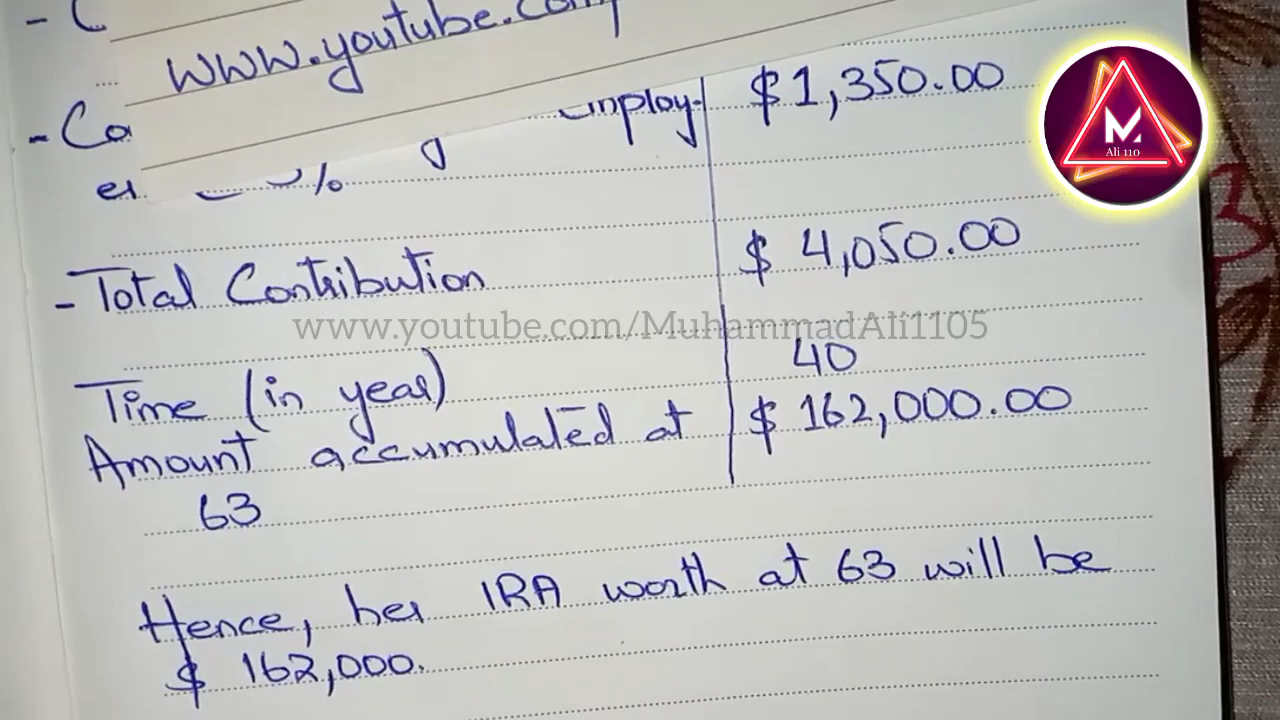 www.youtube.com
- Co
employ- $1,350.00
er %
- Total Contribution $ 4,050.00
www.youtube.com/MuhammadAli1105
Time (in year) 40
Amount accumulated at $ 162,000.00
63
Hence, her IRA worth at 63 will be
$ 162,000.
M
Ali 110